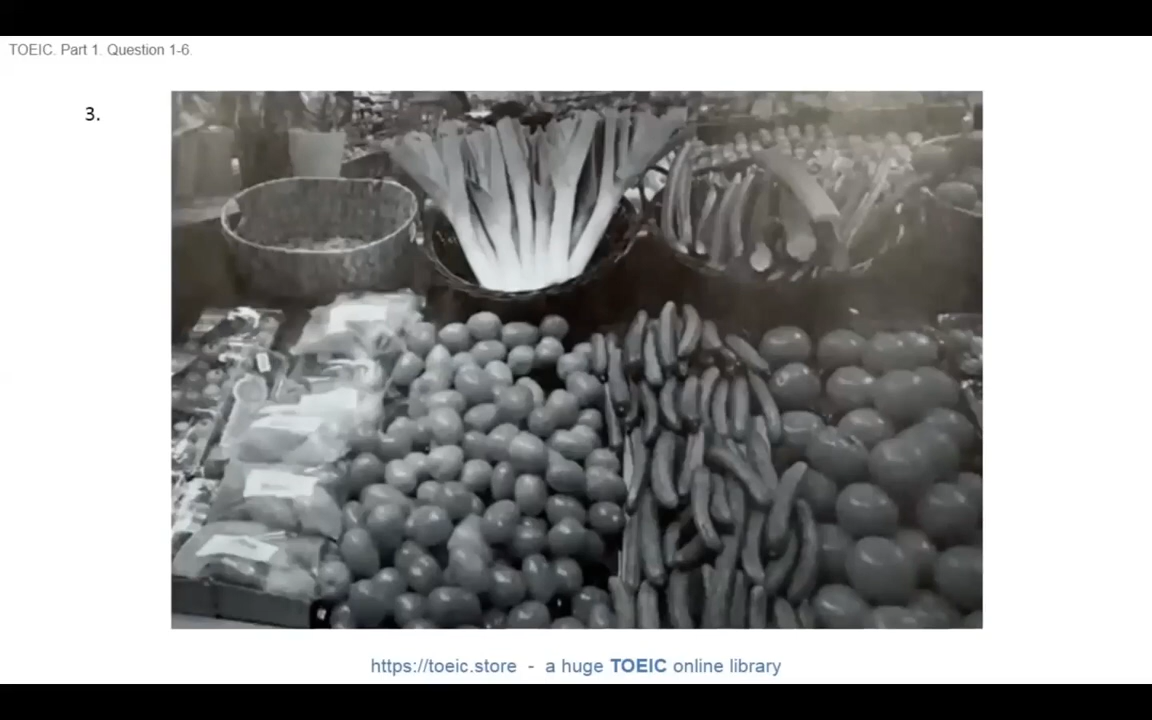 TOEIC. Part 1. Question 1-6.
3.
https://toeic.store - a huge TOEIC online library